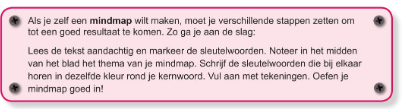 Als je zelf een mindmap wilt maken, moet je verschillende stappen zetten om
tot een goed resultaat te komen. Zo ga je aan de slag:
Lees de tekst aandachtig en markeer de sleutelwoorden. Noteer in het midden
van het blad het thema van je mindmap. Schrijf de sleutelwoorden die bij elkaar
horen in dezelfde kleur rond je kernwoord. Vul aan met tekeningen. Oefen je
mindmap goed in!